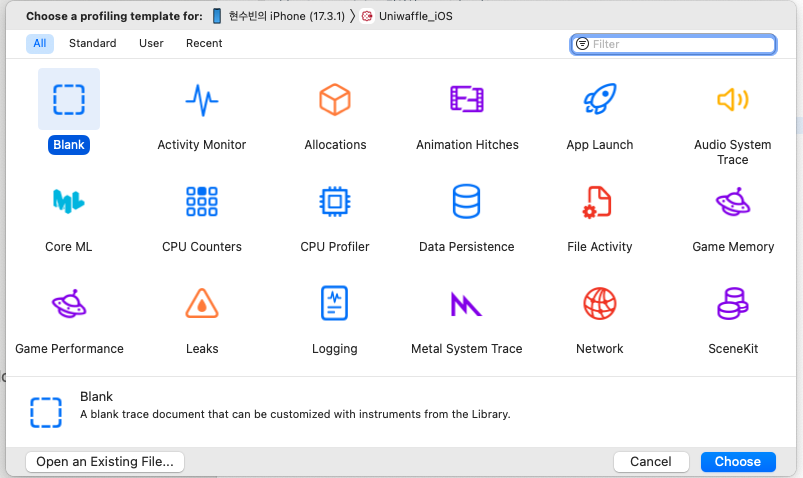 Choose a profiling template for: 현수빈의 iPhone (17.3.1) 〉 Uniwaffle_iOS
All Standard User Recent Filter
Blank Activity Monitor Allocations Animation Hitches App Launch Audio System Trace
Core ML CPU Counters CPU Profiler Data Persistence File Activity Game Memory
Game Performance Leaks Logging Metal System Trace Network SceneKit
Blank
A blank trace document that can be customized with instruments from the Library.
Open an Existing File... Cancel Choose